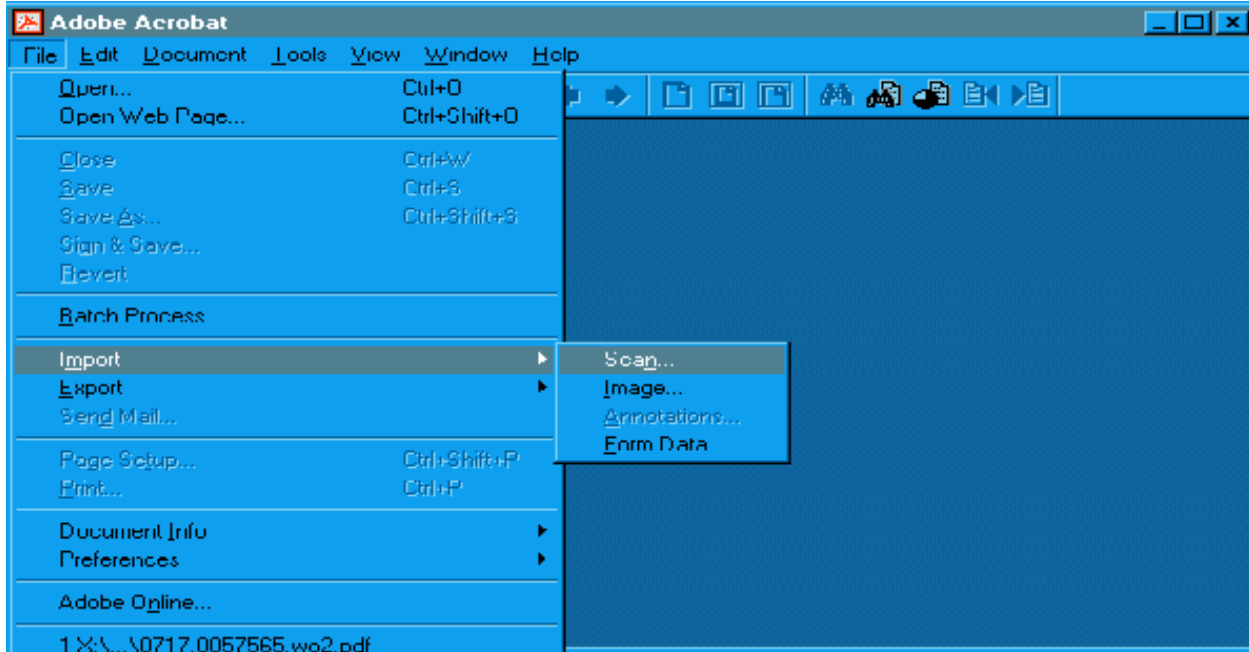 Adobe Acrobat
File Edit Document Tools View Window Help
Open... Ctrl+O
Open Web Page... Ctrl+Shift+O
Close Ctrl+W
Save Ctrl+S
Save As... Ctrl+Shift+S
Sign & Save...
Revert
Batch Process
Import Scan...
Export Image...
Send Mail... Annotations...
Form Data
Page Setup... Ctrl+Shift+P
Print... Ctrl+P
Document Info
Preferences
Adobe Online...
1 X:\...\0717.0057565.wo2.pdf